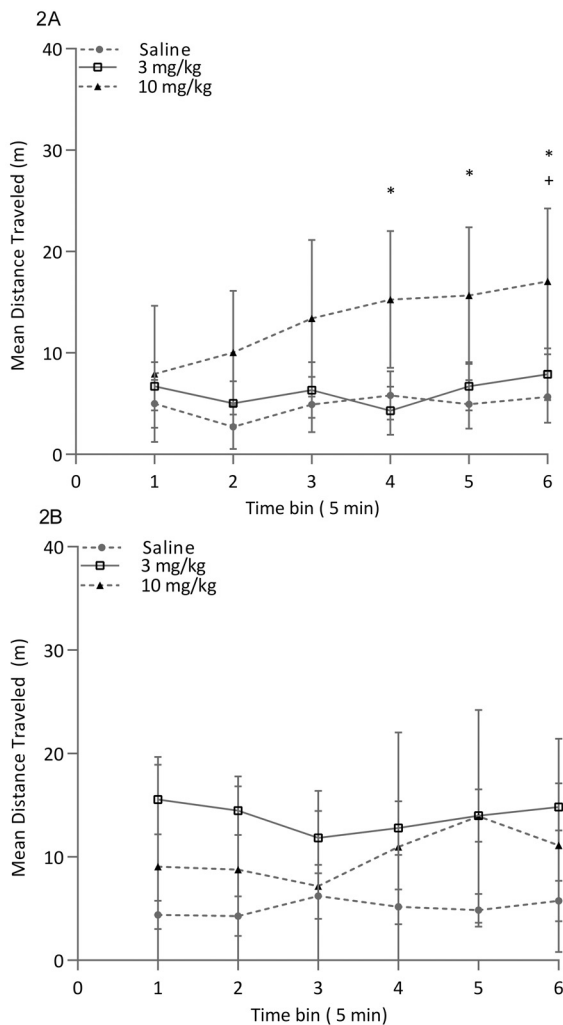 2A
40
Saline
3 mg/kg
10 mg/kg
30
*
*
*
+
20
10
0
Mean Distance Traveled (m)
0 1 2 3 4 5 6
Time bin ( 5 min)
2B
40
Saline
3 mg/kg
10 mg/kg
30
20
10
0
Mean Distance Traveled (m)
0 1 2 3 4 5 6
Time bin ( 5 min)